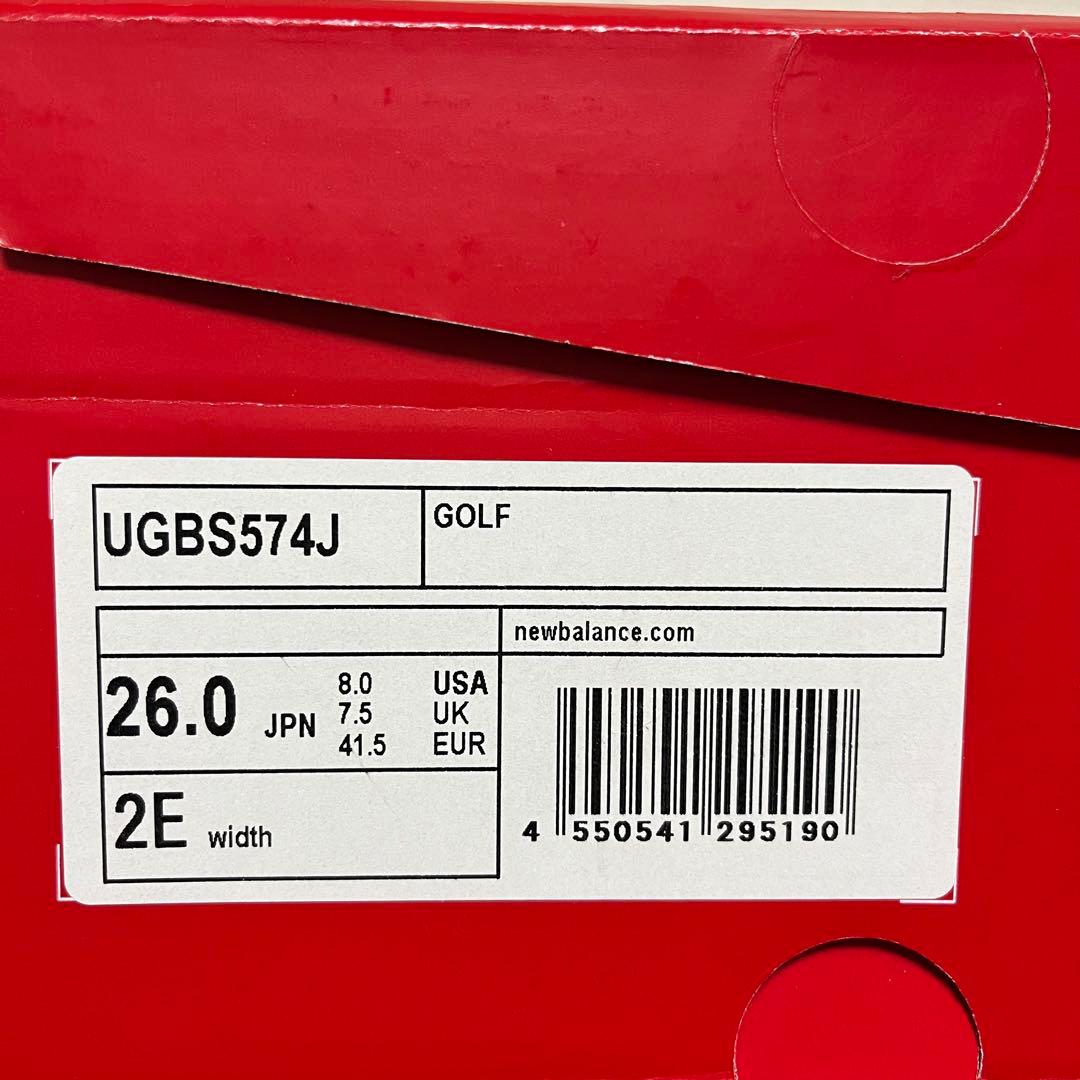 UGBS574J
GOLF
newbalance.com
26.0 JPN
8.0 USA
7.5 UK
41.5 EUR
2E width
4 550541 295190